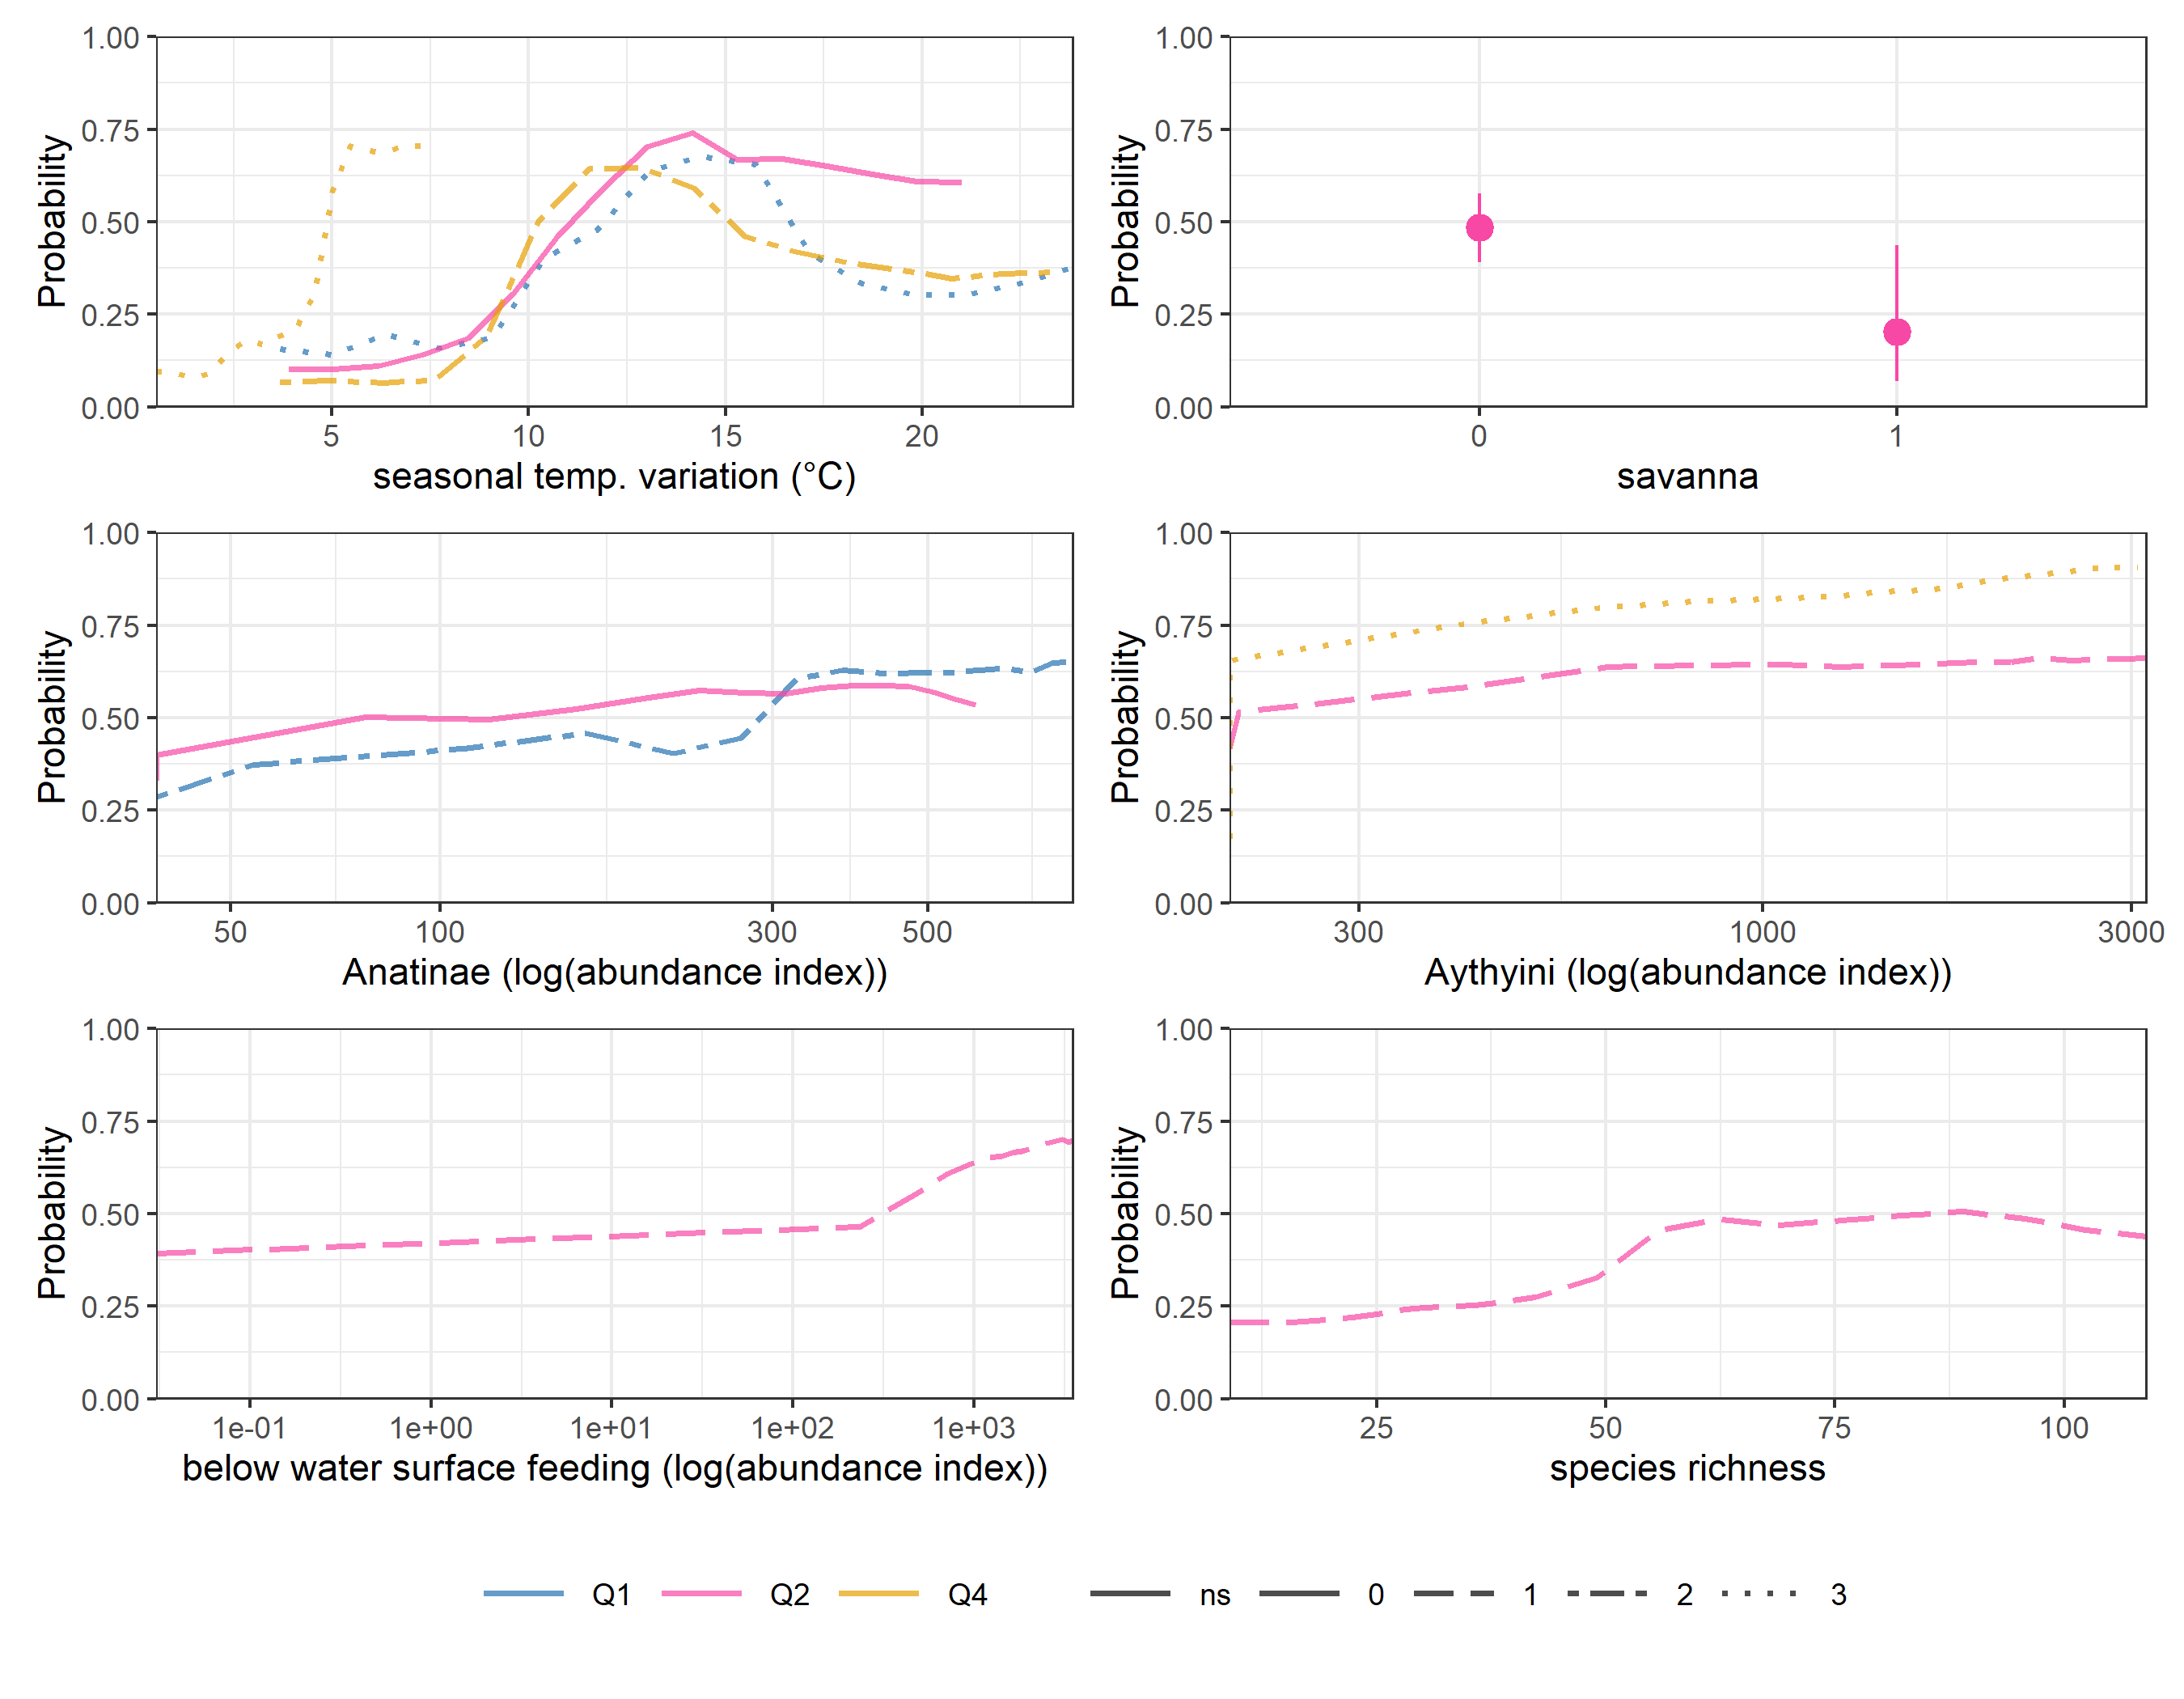 1.00 1.00
0.75 0.75
0.50 0.50
0.25 0.25
0.00 0.00
Probability Probability
5 10 15 20 0 1
seasonal temp. variation (°C) savanna
1.00 1.00
0.75 0.75
0.50 0.50
0.25 0.25
0.00 0.00
Probability Probability
50 100 300 500 300 1000 3000
Anatinae (log(abundance index)) Aythyini (log(abundance index))
1.00 1.00
0.75 0.75
0.50 0.50
0.25 0.25
0.00 0.00
Probability Probability
1e-01 1e+00 1e+01 1e+02 1e+03 25 50 75 100
below water surface feeding (log(abundance index)) species richness
Q1 Q2 Q4 ns 0 1 2 3